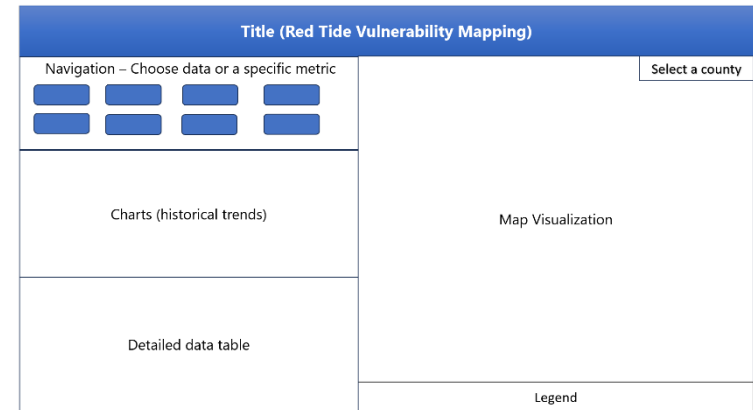 Title (Red Tide Vulnerability Mapping)
Navigation – Choose data or a specific metric
Select a county
Charts (historical trends)
Map Visualization
Detailed data table
Legend